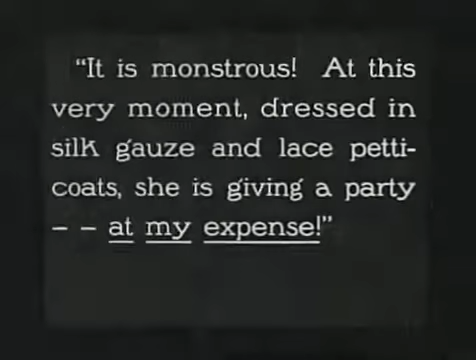 “It is monstrous! At this
very moment, dressed in
silk gauze and lace petti-
coats, she is giving a party
– – at my expense!”